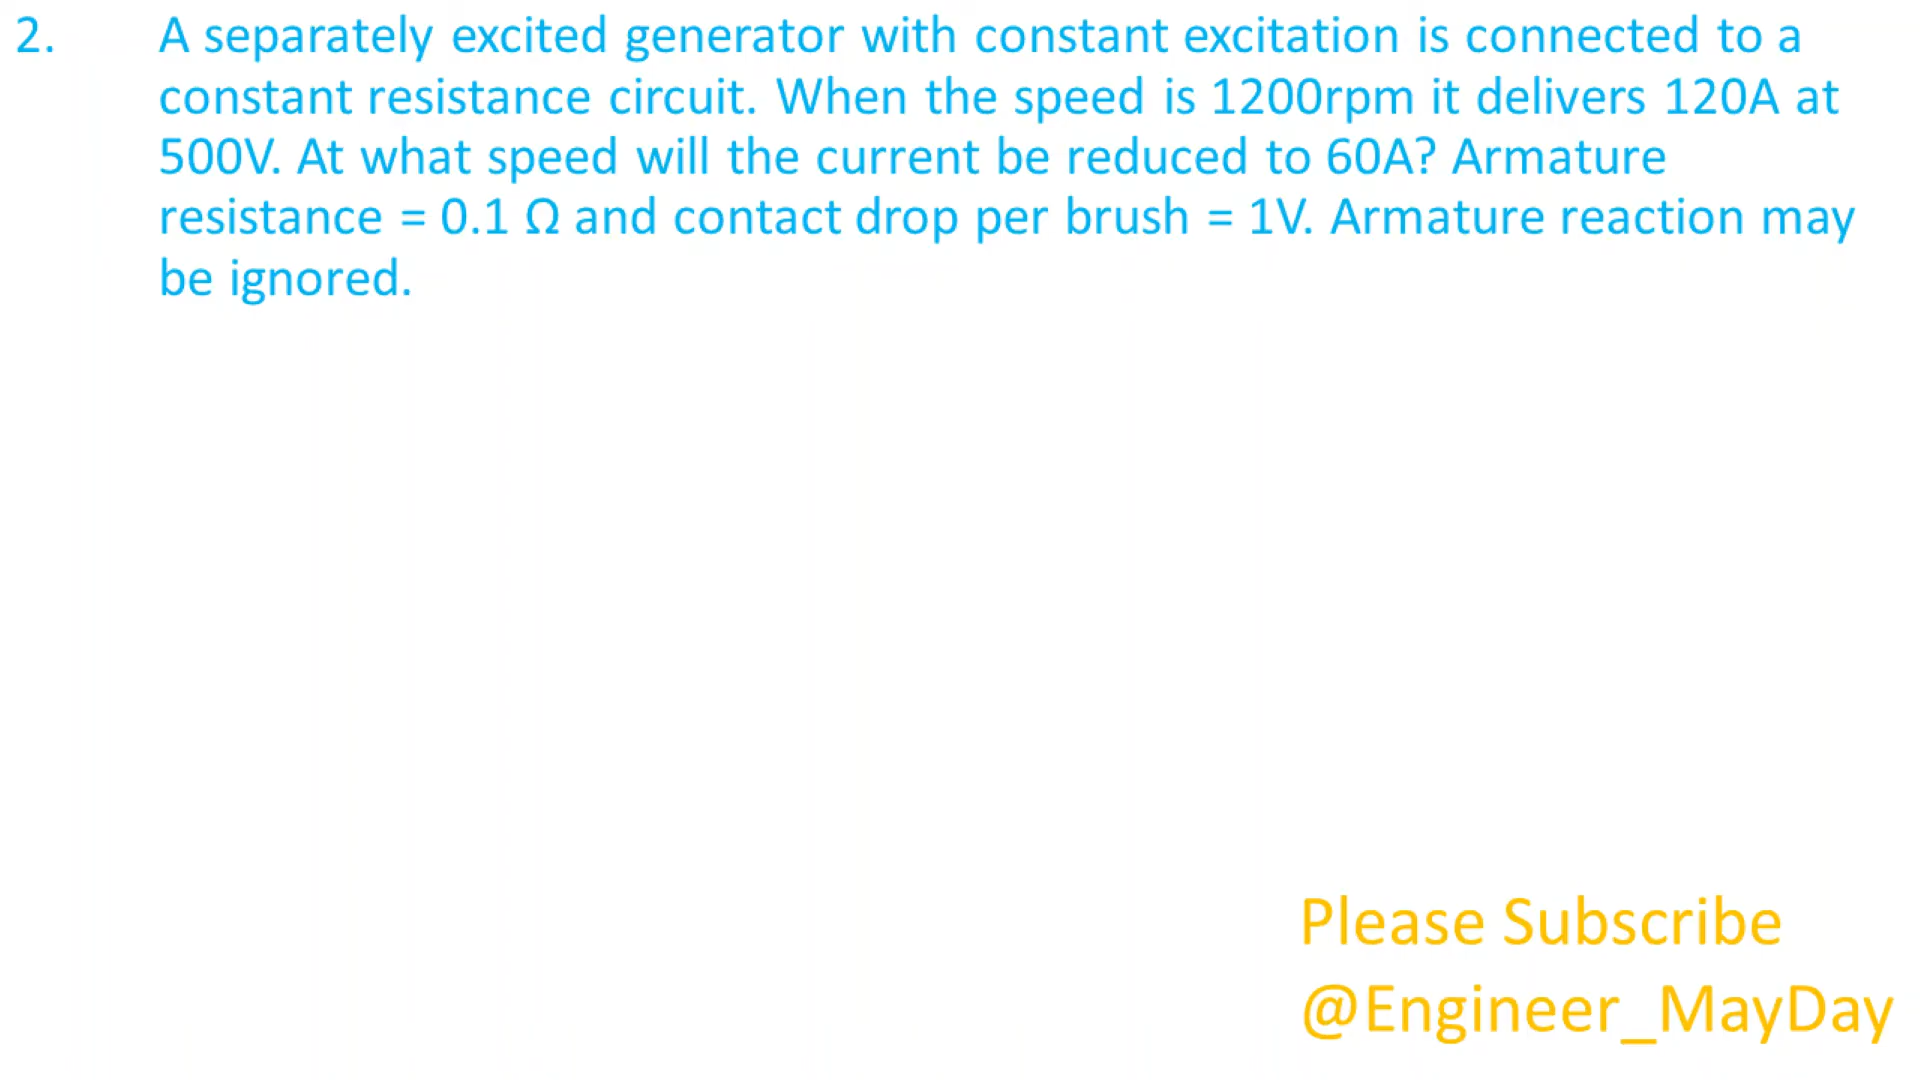 2. A separately excited generator with constant excitation is connected to a
constant resistance circuit. When the speed is 1200rpm it delivers 120A at
500V. At what speed will the current be reduced to 60A? Armature
resistance = 0.1 Ω and contact drop per brush = 1V. Armature reaction may
be ignored.
Please Subscribe
@Engineer_MayDay